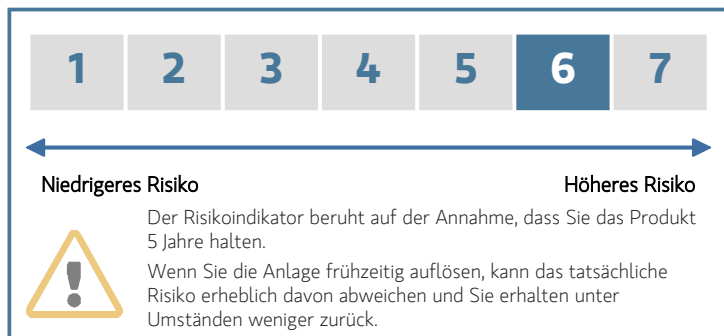 1 2 3 4 5 6 7
Niedrigeres Risiko Höheres Risiko
Der Risikoindikator beruht auf der Annahme, dass Sie das Produkt
5 Jahre halten.
Wenn Sie die Anlage frühzeitig auflösen, kann das tatsächliche
Risiko erheblich davon abweichen und Sie erhalten unter
Umständen weniger zurück.